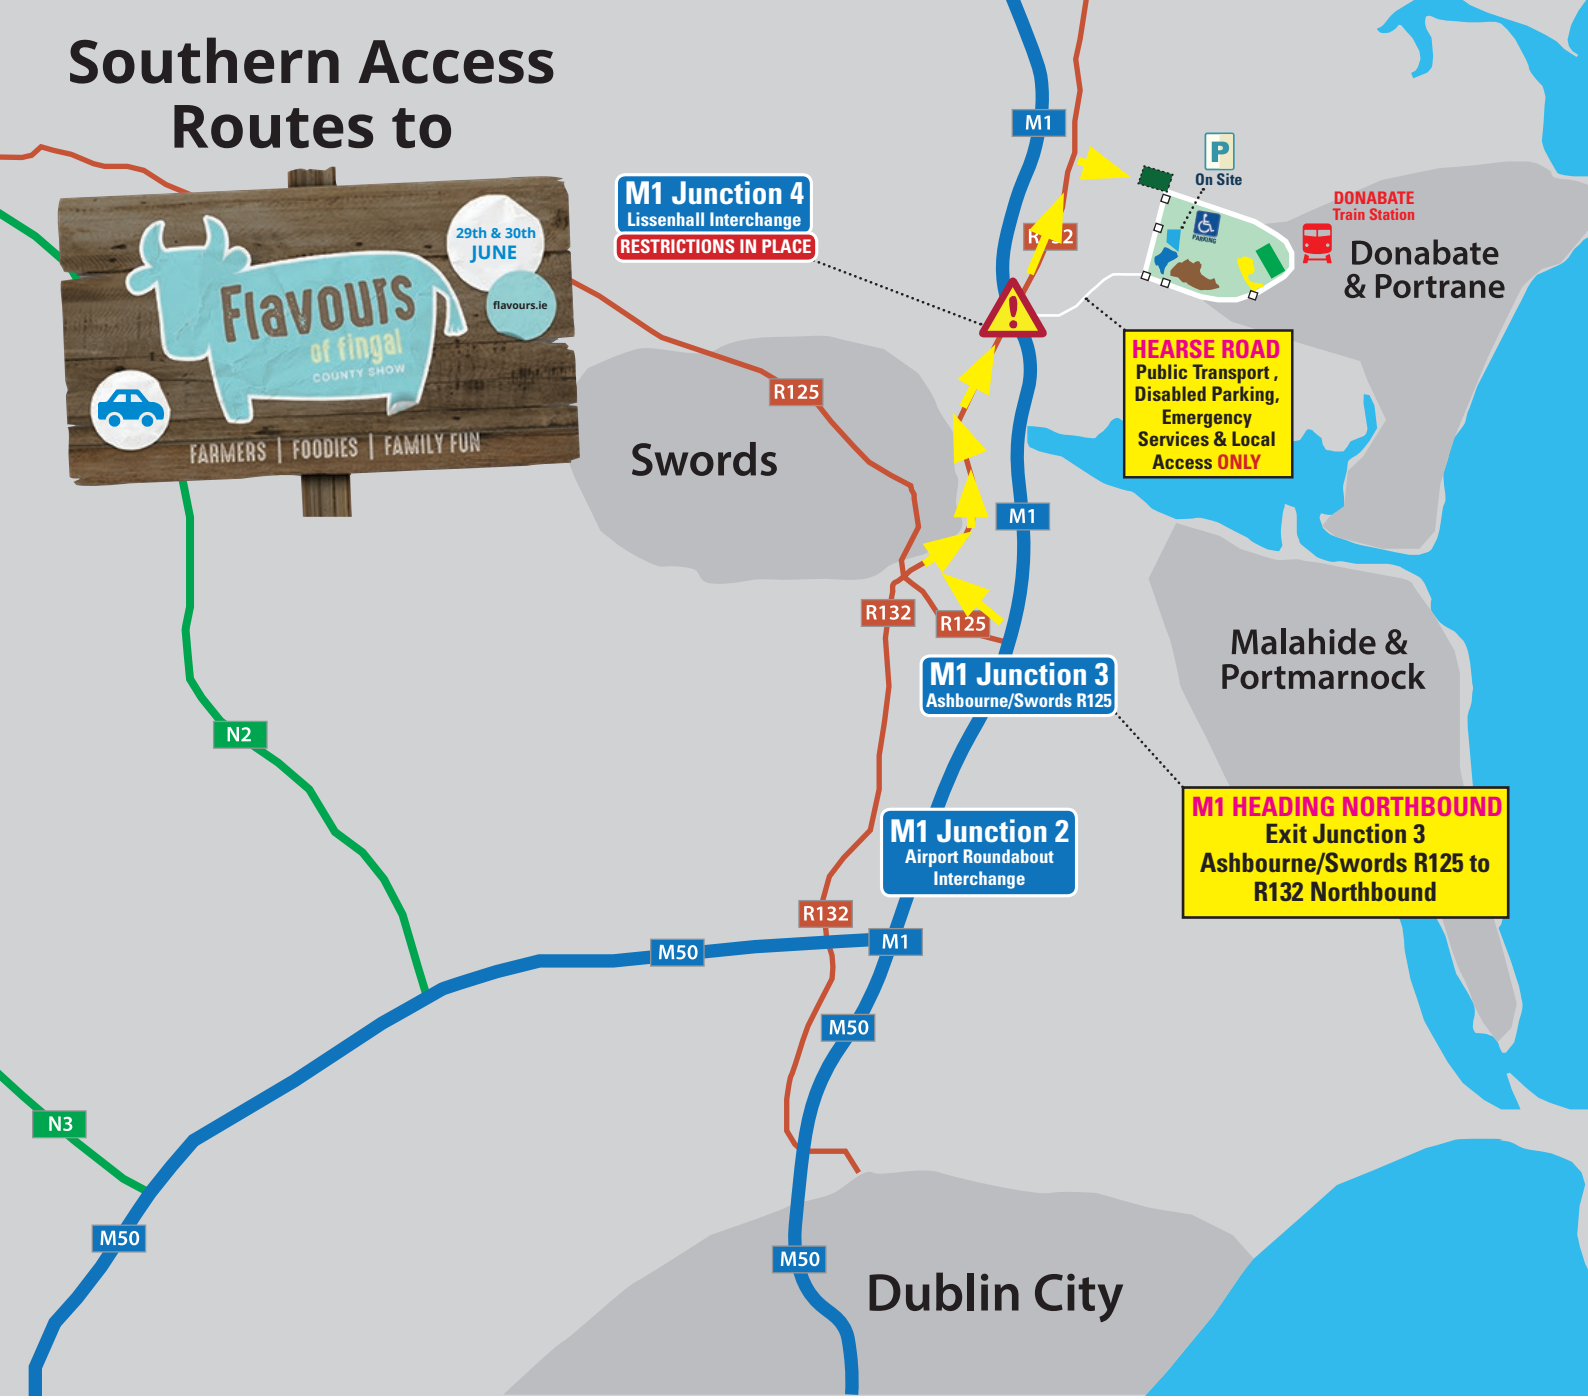 Southern Access
Routes to
29th & 30th
JUNE
flavours.ie
Flavours
of fingal
COUNTY SHOW
FARMERS | FOODIES | FAMILY FUN
M1
M1 Junction 4
Lissenhall Interchange
RESTRICTIONS IN PLACE
P
On Site
PARKING
DONABATE
Train Station
Donabate
& Portrane
HEARSE ROAD
Public Transport ,
Disabled Parking,
Emergency
Services & Local
Access ONLY
R125
Swords
M1
R132
R125
M1 Junction 3
Ashbourne/Swords R125
Malahide &
Portmarnock
N2
M1 HEADING NORTHBOUND
Exit Junction 3
Ashbourne/Swords R125 to
R132 Northbound
M1 Junction 2
Airport Roundabout
Interchange
R132
M50
M1
M50
N3
M50
M50
Dublin City